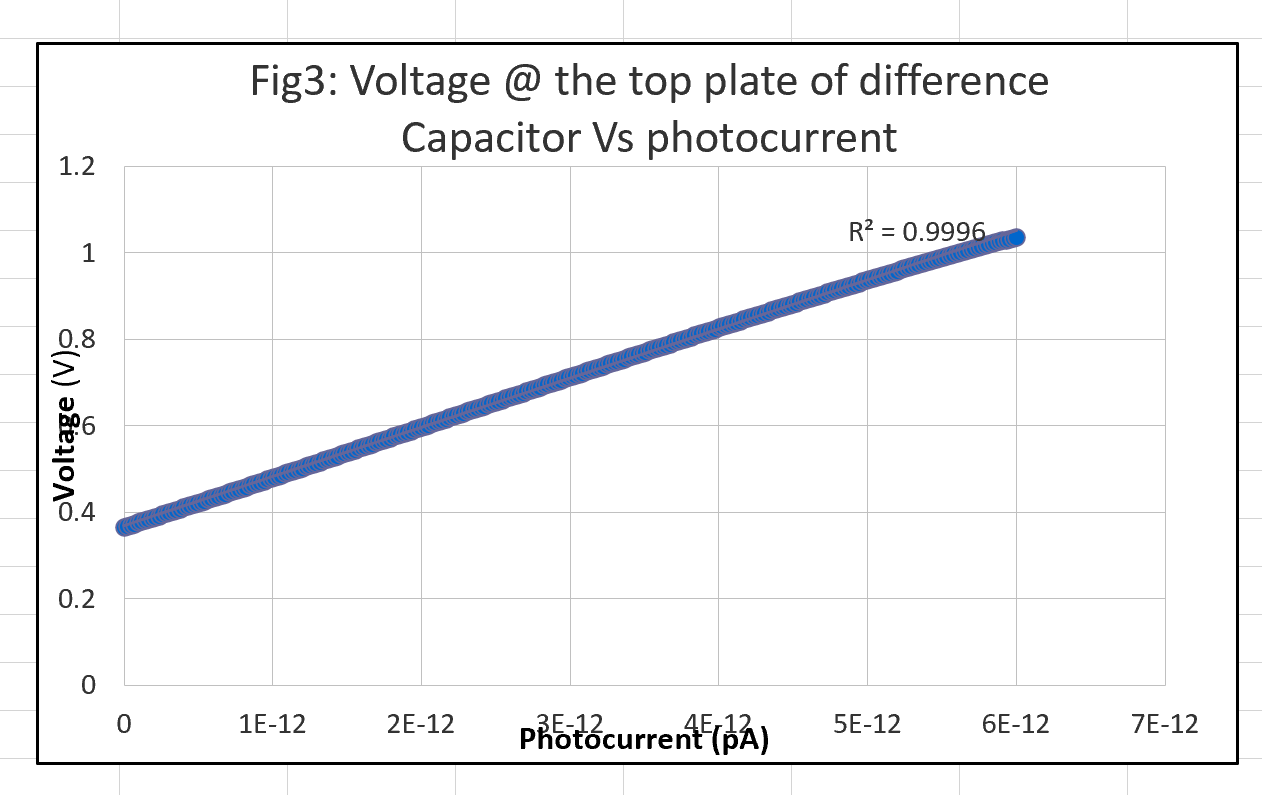 Fig3: Voltage @ the top plate of difference
Capacitor Vs photocurrent
1.2
R² = 0.9996
1
0.8
Voltage (V)
0.6
0.4
0.2
0
0 1E-12 2E-12 3E-12 4E-12 5E-12 6E-12 7E-12
Photocurrent (pA)